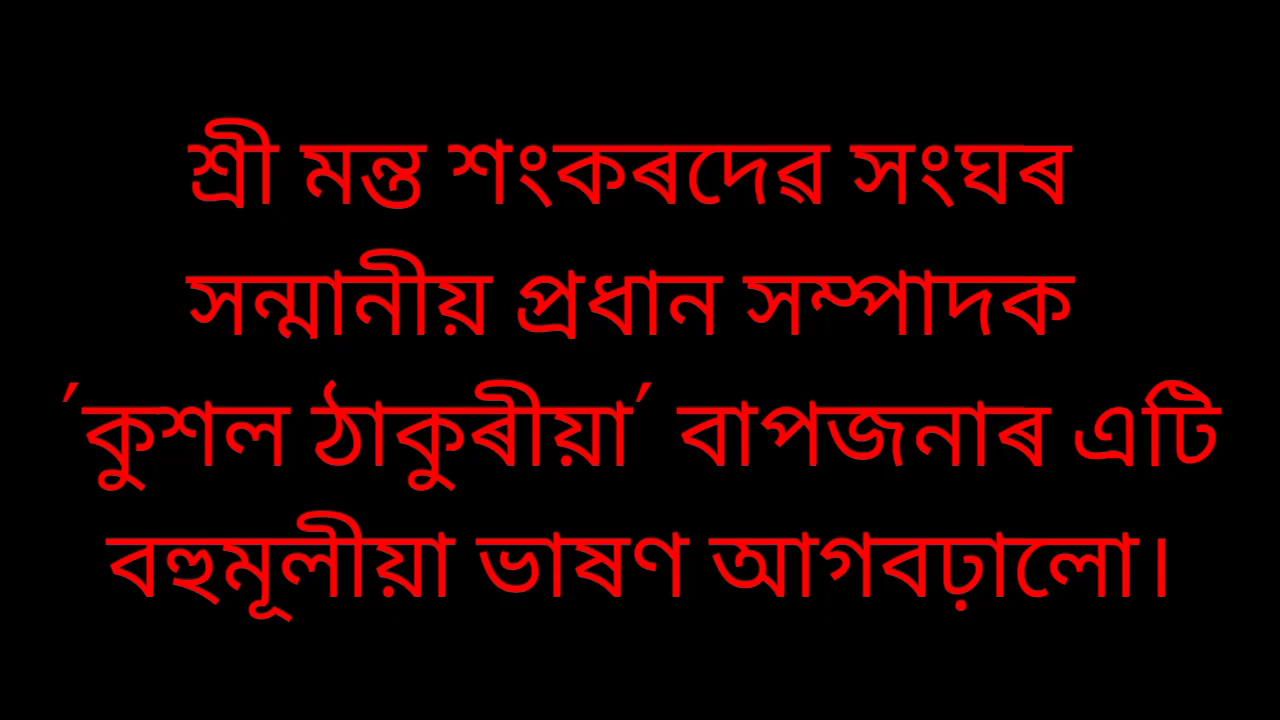 শ্ৰী মন্ত শংকৰদেৱ সংঘৰ
সন্মানীয় প্ৰধান সম্পাদক
´কুশল ঠাকুৰীয়া´ বাপজনাৰ এটি
বহুমূলীয়া ভাষণ আগবঢ়ালো।